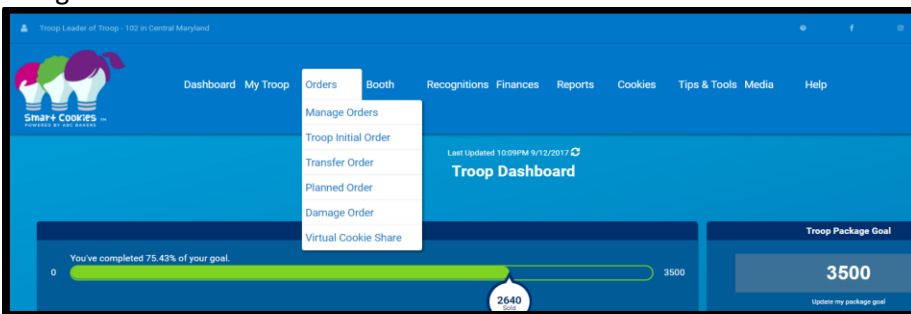 Troop Leader of Troop - 102 in Central Maryland
Dashboard My Troop Orders Booth Recognitions Finances Reports Cookies Tips & Tools Media Help
Smart Cookies TM
POWERED BY ABC BAKERS
Manage Orders
Troop Initial Order
Transfer Order
Planned Order
Damage Order
Virtual Cookie Share
Last Updated 10:09PM 9/12/2017
Troop Dashboard
You've completed 75.43% of your goal.
0 3500
2640
Sold
Troop Package Goal
3500
Update my package goal